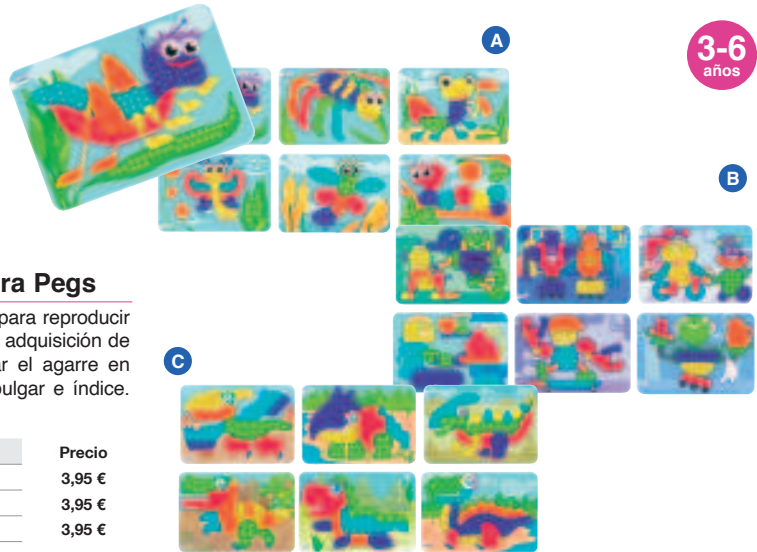 A
3-6
años
B
ra Pegs
para reproducir
adquisición de
ar el agarre en
pulgar e índice.
C
Precio
3,95 €
3,95 €
3,95 €